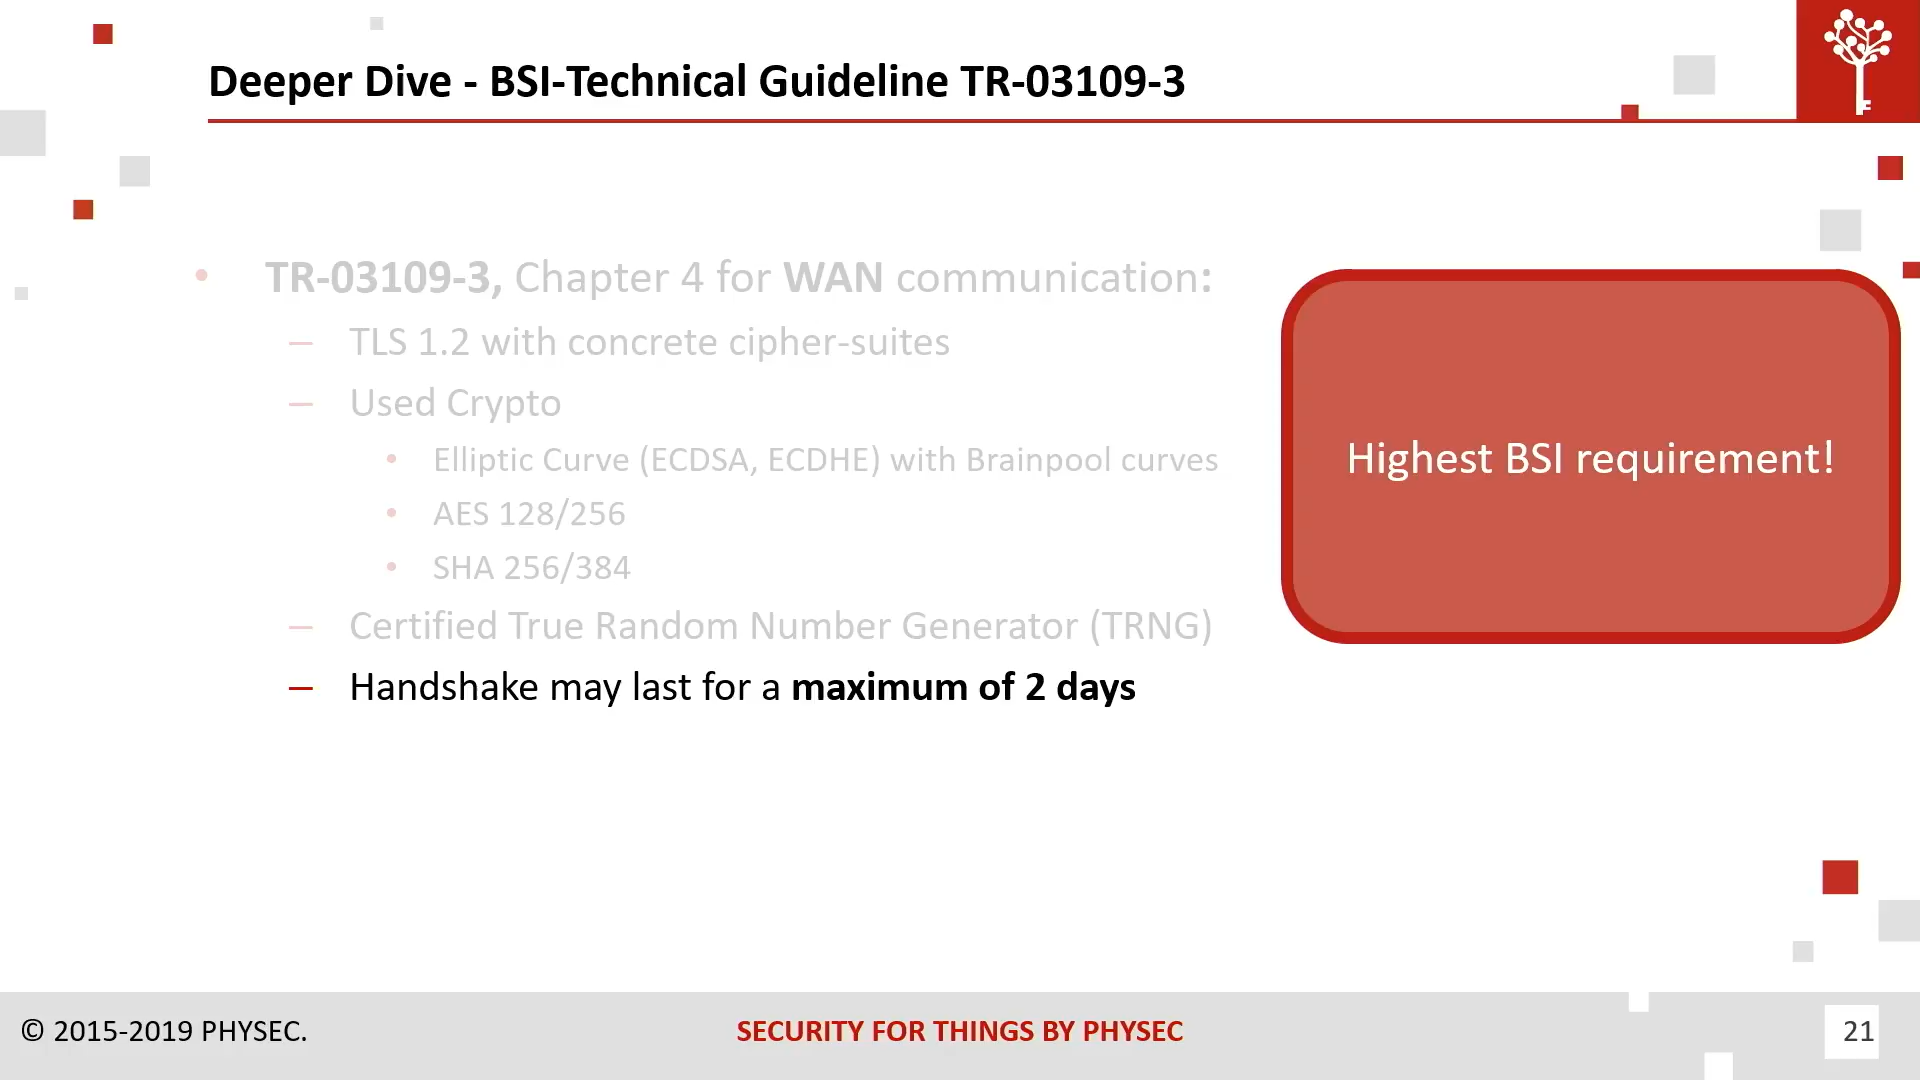 Deeper Dive - BSI-Technical Guideline TR-03109-3
• TR-03109-3, Chapter 4 for WAN communication:
– TLS 1.2 with concrete cipher-suites
– Used Crypto
• Elliptic Curve (ECDSA, ECDHE) with Brainpool curves
• AES 128/256
• SHA 256/384
– Certified True Random Number Generator (TRNG)
– Handshake may last for a maximum of 2 days
Highest BSI requirement!
© 2015-2019 PHYSEC.
SECURITY FOR THINGS BY PHYSEC
21